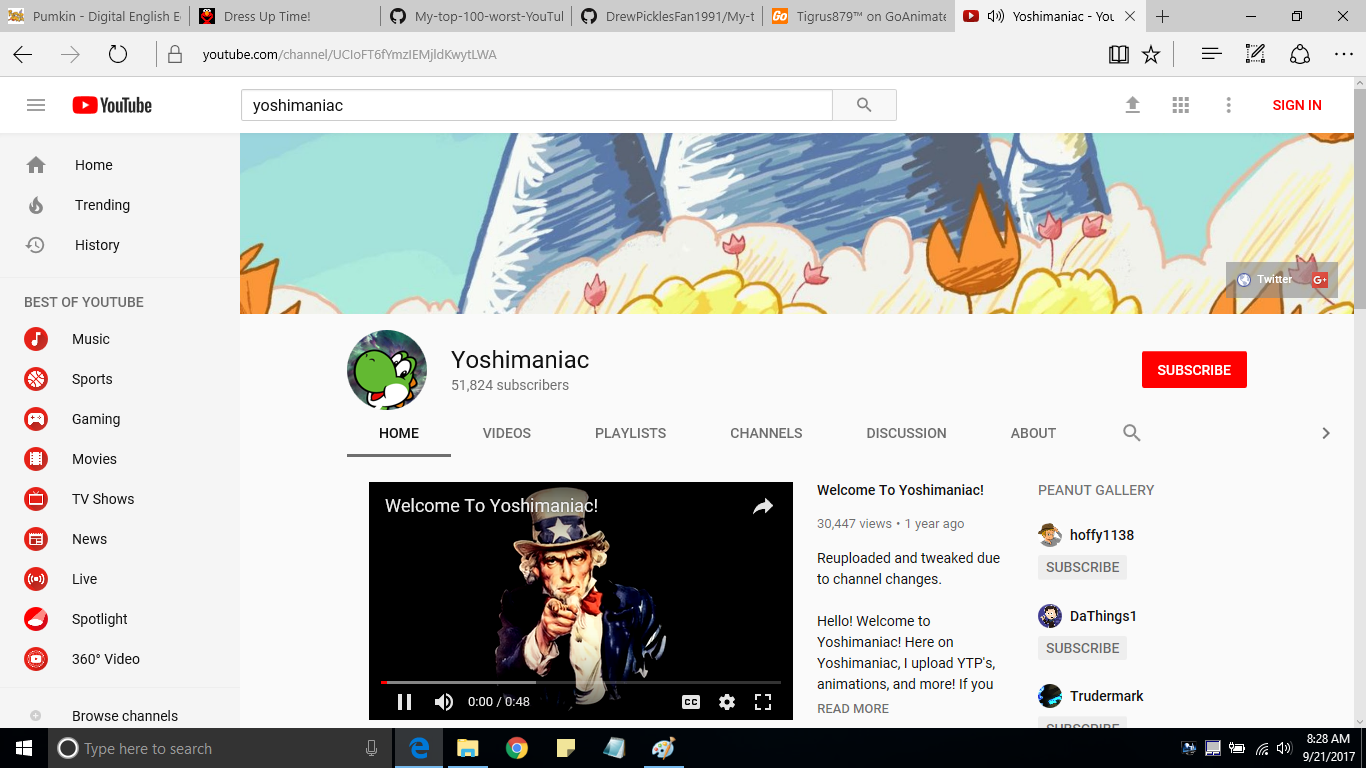 Pumkin - Digital English E
Dress Up Time!
My-top-100-worst-YouTul
DrewPicklesFan1991/My-t
Go
Tigrus879™ on GoAnimate
Yoshimaniac - You
youtube.com/channel/UCIoFT6fYmzIEMjldKwytLWA
YouTube
yoshimaniac
SIGN IN
Home
Trending
History
BEST OF YOUTUBE
Music
Sports
Gaming
Movies
TV Shows
News
Live
Spotlight
360° Video
Browse channels
Twitter
G+
Yoshimaniac
51,824 subscribers
SUBSCRIBE
HOME
VIDEOS
PLAYLISTS
CHANNELS
DISCUSSION
ABOUT
Welcome To Yoshimaniac!
0:00 / 0:48
CC
Welcome To Yoshimaniac!
30,447 views • 1 year ago
Reuploaded and tweaked due
to channel changes.
Hello! Welcome to
Yoshimaniac! Here on
Yoshimaniac, I upload YTP's,
animations, and more! If you
READ MORE
PEANUT GALLERY
hoffy1138
SUBSCRIBE
DaThings1
SUBSCRIBE
Trudermark
SUBSCRIBE
Type here to search
8:28 AM
9/21/2017